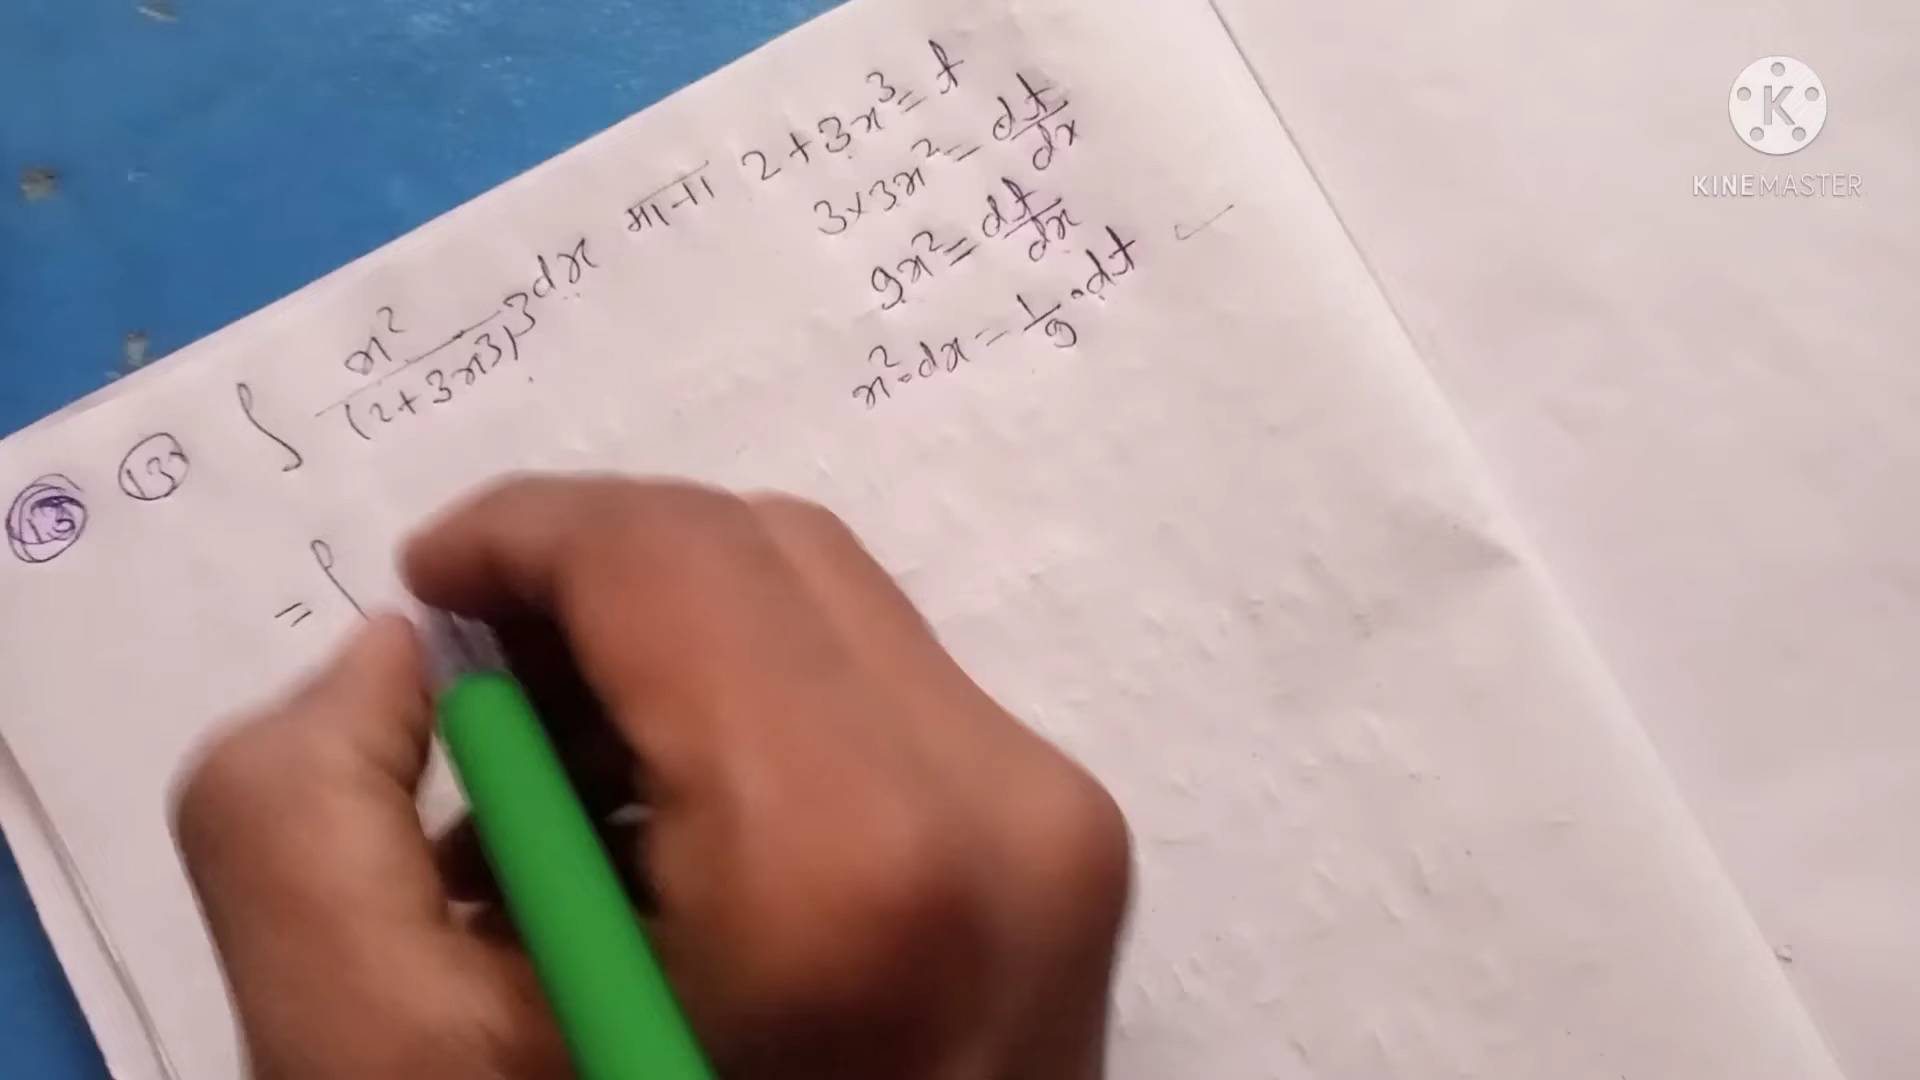 (13) (13) ∫ x²/(2+3x3)3 dx माना 2+3x³=t
3×3x²=dt/dx
9x²=dt/dx
x².dx=1/9.dt
=∫
KINEMASTER